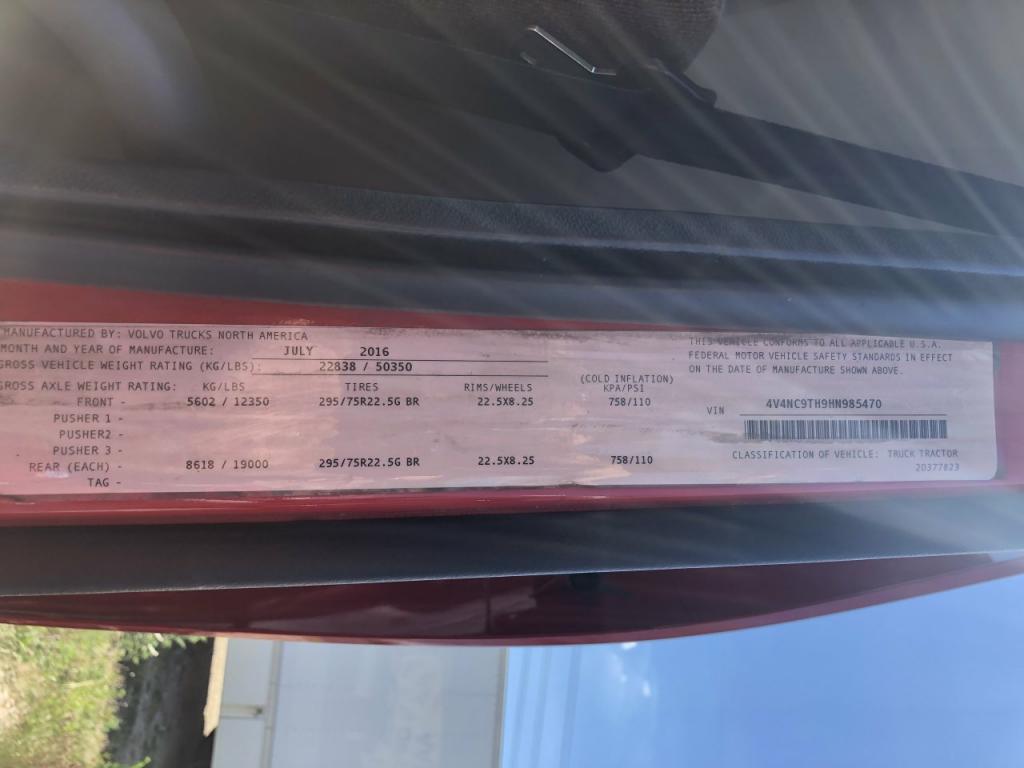 MANUFACTURED BY: VOLVO TRUCKS NORTH AMERICA
MONTH AND YEAR OF MANUFACTURE: JULY 2016
GROSS VEHICLE WEIGHT RATING (KG/LBS): 22838 / 50350
GROSS AXLE WEIGHT RATING: KG/LBS TIRES RIMS/WHEELS (COLD INFLATION) KPA/PSI
FRONT - 5602 / 12350 295/75R22.5G BR 22.5X8.25 758/110
PUSHER 1 -
PUSHER2 -
PUSHER 3 -
REAR (EACH) - 8618 / 19000 295/75R22.5G BR 22.5X8.25 758/110
TAG -
THIS VEHICLE CONFORMS TO ALL APPLICABLE U.S.A.
FEDERAL MOTOR VEHICLE SAFETY STANDARDS IN EFFECT
ON THE DATE OF MANUFACTURE SHOWN ABOVE.
VIN 4V4NC9TH9HN985470
CLASSIFICATION OF VEHICLE: TRUCK TRACTOR
20377823